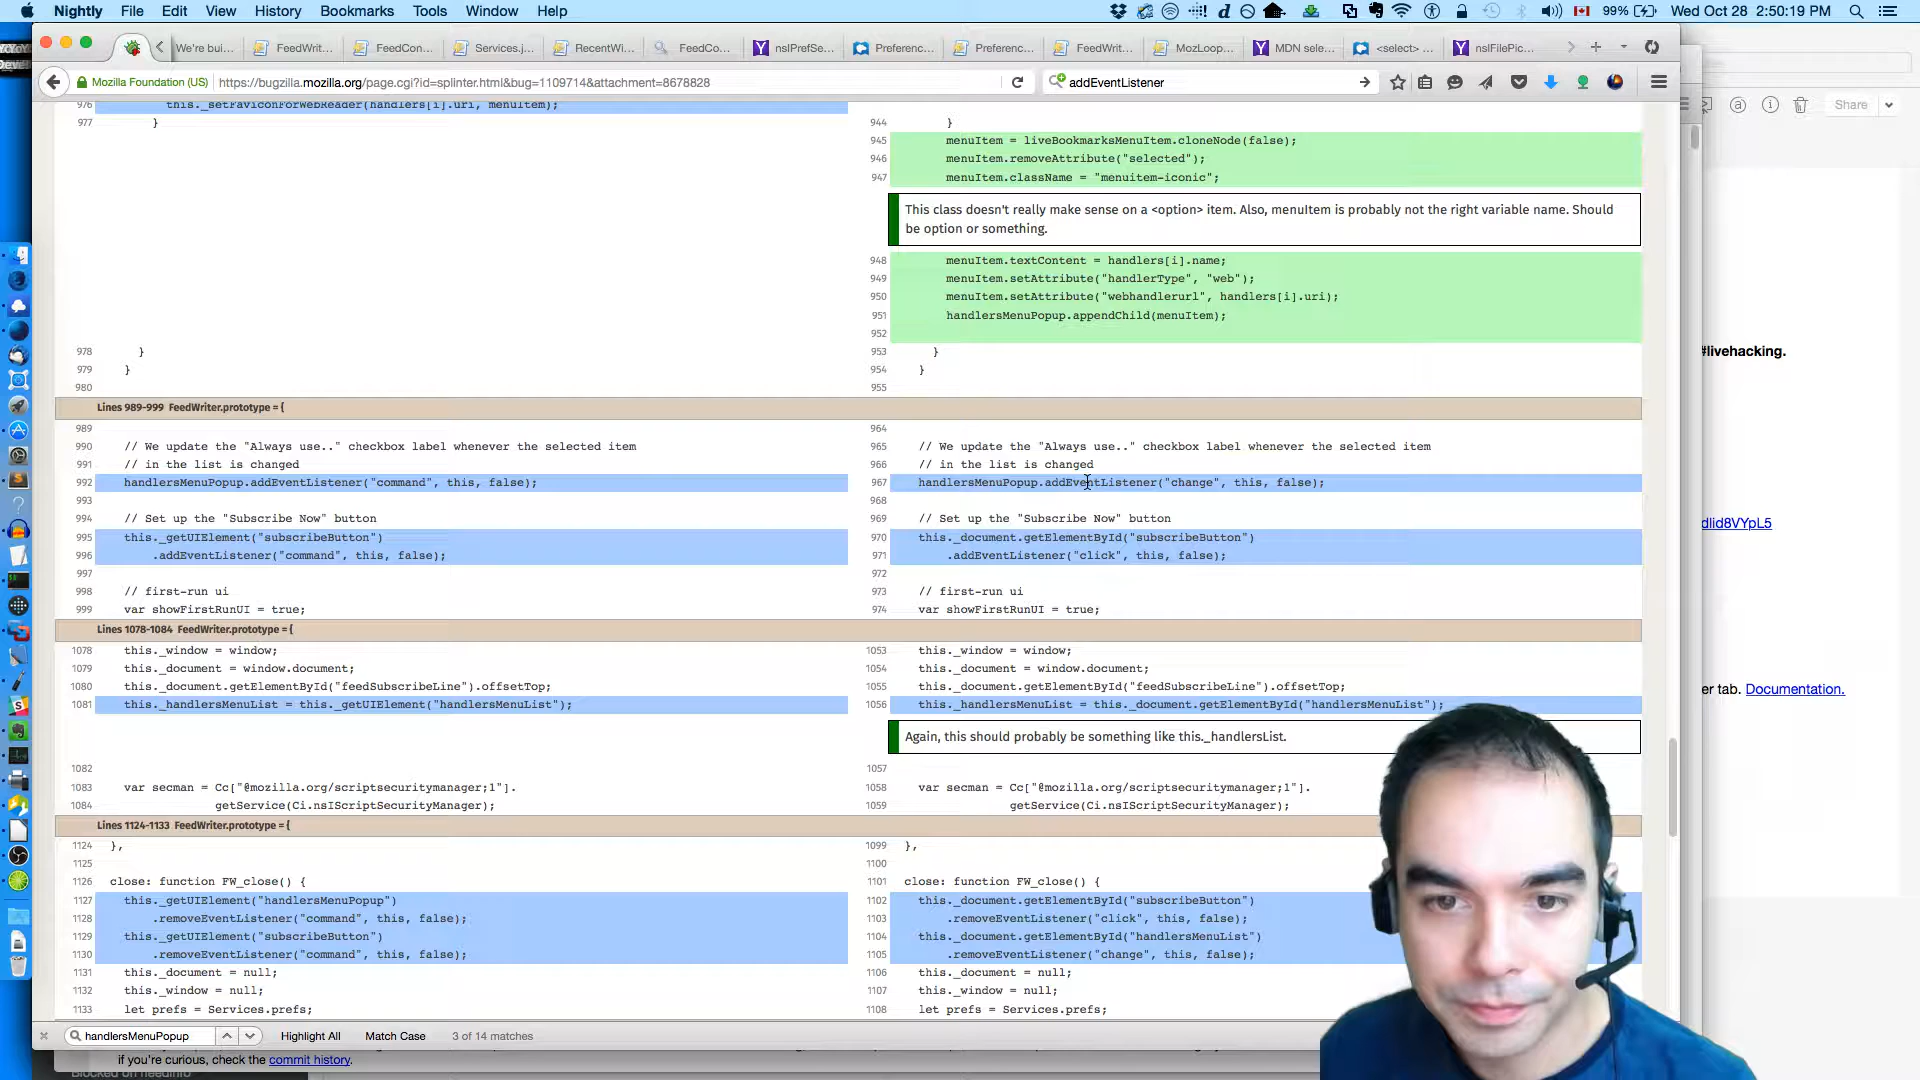 Nightly File Edit View History Bookmarks Tools Window Help 99% Wed Oct 28 2:50:19 PM
We're bui... FeedWrit... FeedCon... Services.j... RecentWi... FeedCo... nsIPrefSe... Preferenc... Preferenc... FeedWrit... MozLoop... MDN sele... <select> ... nsIFilePic...
Mozilla Foundation (US) https://bugzilla.mozilla.org/page.cgi?id=splinter.html&bug=1109714&attachment=8678828 addEventListener
Share
976 this._setFaviconForWebReader(handlers[i].uri, menuItem);
977 } 944 }
945 menuItem = liveBookmarksMenuItem.cloneNode(false);
946 menuItem.removeAttribute("selected");
947 menuItem.className = "menuitem-iconic";
This class doesn't really make sense on a <option> item. Also, menuItem is probably not the right variable name. Should
be option or something.
948 menuItem.textContent = handlers[i].name;
949 menuItem.setAttribute("handlerType", "web");
950 menuItem.setAttribute("webhandlerurl", handlers[i].uri);
951 handlersMenuPopup.appendChild(menuItem);
952
978 } 953 }
979 } 954 }
980 955
Lines 989-999 FeedWriter.prototype = {
989 964
990 // We update the "Always use.." checkbox label whenever the selected item 965 // We update the "Always use.." checkbox label whenever the selected item
991 // in the list is changed 966 // in the list is changed
992 handlersMenuPopup.addEventListener("command", this, false); 967 handlersMenuPopup.addEventListener("change", this, false);
993 968
994 // Set up the "Subscribe Now" button 969 // Set up the "Subscribe Now" button
995 this._getUIElement("subscribeButton") 970 this._document.getElementById("subscribeButton")
996 .addEventListener("command", this, false); 971 .addEventListener("click", this, false);
997 972
998 // first-run ui 973 // first-run ui
999 var showFirstRunUI = true; 974 var showFirstRunUI = true;
Lines 1078-1084 FeedWriter.prototype = {
1078 this._window = window; 1053 this._window = window;
1079 this._document = window.document; 1054 this._document = window.document;
1080 this._document.getElementById("feedSubscribeLine").offsetTop; 1055 this._document.getElementById("feedSubscribeLine").offsetTop;
1081 this._handlersMenuList = this._getUIElement("handlersMenuList"); 1056 this._handlersMenuList = this._document.getElementById("handlersMenuList");
Again, this should probably be something like this._handlersList.
1082 1057
1083 var secman = Cc["@mozilla.org/scriptsecuritymanager;1"]. 1058 var secman = Cc["@mozilla.org/scriptsecuritymanager;1"].
1084 getService(Ci.nsIScriptSecurityManager); 1059 getService(Ci.nsIScriptSecurityManager);
Lines 1124-1133 FeedWriter.prototype = {
1124 }, 1099 },
1125 1100
1126 close: function FW_close() { 1101 close: function FW_close() {
1127 this._getUIElement("handlersMenuPopup") 1102 this._document.getElementById("subscribeButton")
1128 .removeEventListener("command", this, false); 1103 .removeEventListener("click", this, false);
1129 this._getUIElement("subscribeButton") 1104 this._document.getElementById("handlersMenuList")
1130 .removeEventListener("command", this, false); 1105 .removeEventListener("change", this, false);
1131 this._document = null; 1106 this._document = null;
1132 this._window = null; 1107 this._window = null;
1133 let prefs = Services.prefs; 1108 let prefs = Services.prefs;
handlersMenuPopup Highlight All Match Case 3 of 14 matches
if you're curious, check the commit history.
Blocked on needinfo
#livehacking.
dlid8VYpL5
er tab. Documentation.